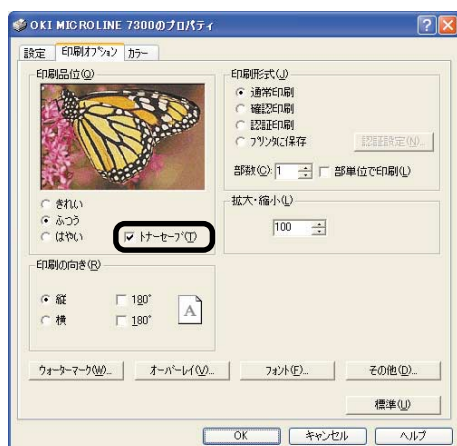 OKI MICROLINE 7300のプロパティ
設定 印刷オプション カラー
印刷品位(Q)
きれい
ふつう
はやい
トナーセーブ(T)
印刷の向き(R)
縦 180°
横 180°
A
印刷形式(J)
通常印刷
確認印刷
認証印刷
プリンタに保存
認証設定(N)...
部数(C): 1 部単位で印刷(L)
拡大・縮小(L)
100
ウォーターマーク(W)... オーバーレイ(V)... フォント(F)... その他(D)...
標準(U)
OK キャンセル ヘルプ